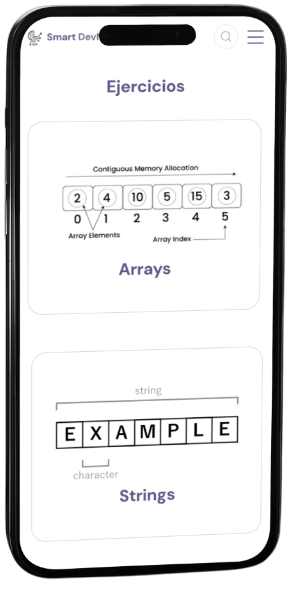 Smart Dev
Ejercicios
Contiguous Memory Allocation
2 4 10 5 15 3
0 1 2 3 4 5
Array Elements
Array Index
Arrays
string
E X A M P L E
character
Strings